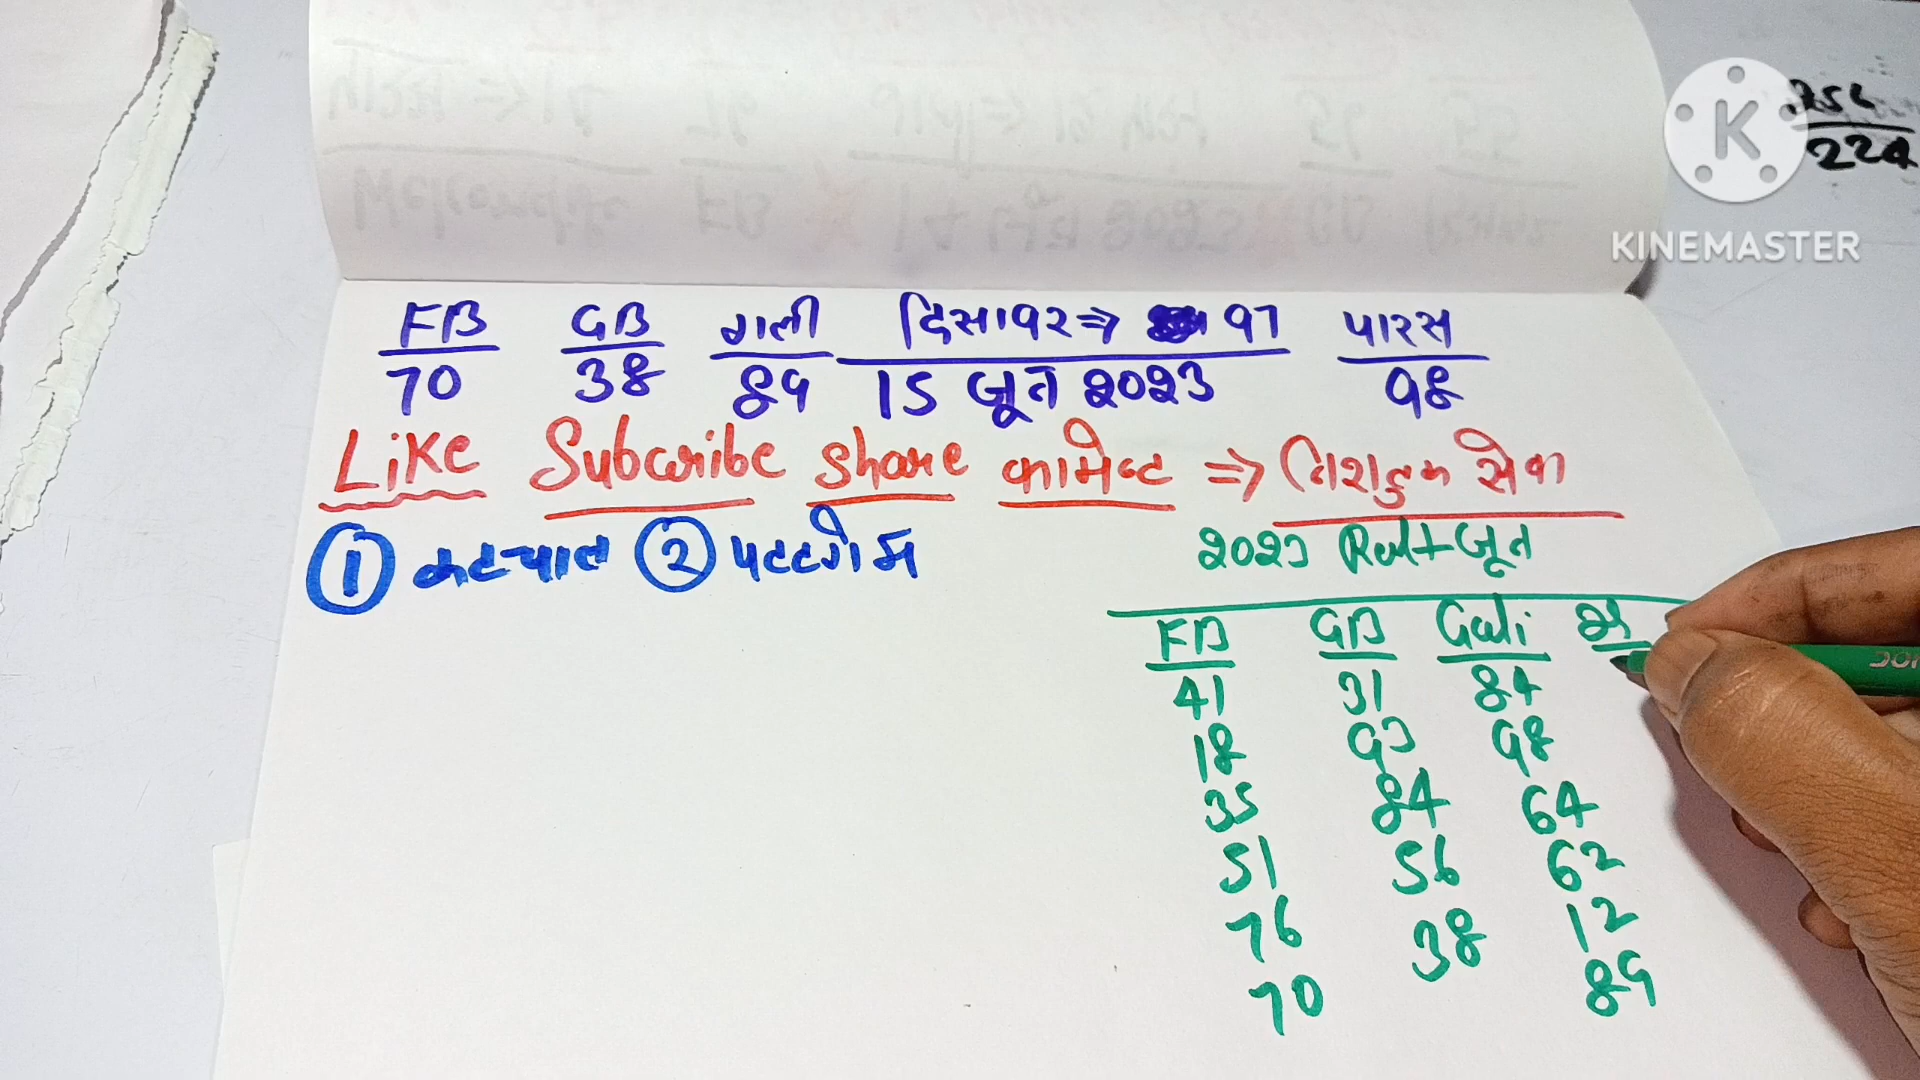 KINEMASTER
224
FB GB गली दिसावर⇒ 97 पारस
70 38 89 15 जून 2023 98
Like Subcribe share कामेन्ट ⇒ निशुल्क सेवा
① कटचाल ② पटटगेम
2023 जून
FB GB Gali
41 31 84
18 93 98
35 84 64
51 56 62
76 38 12
70 89